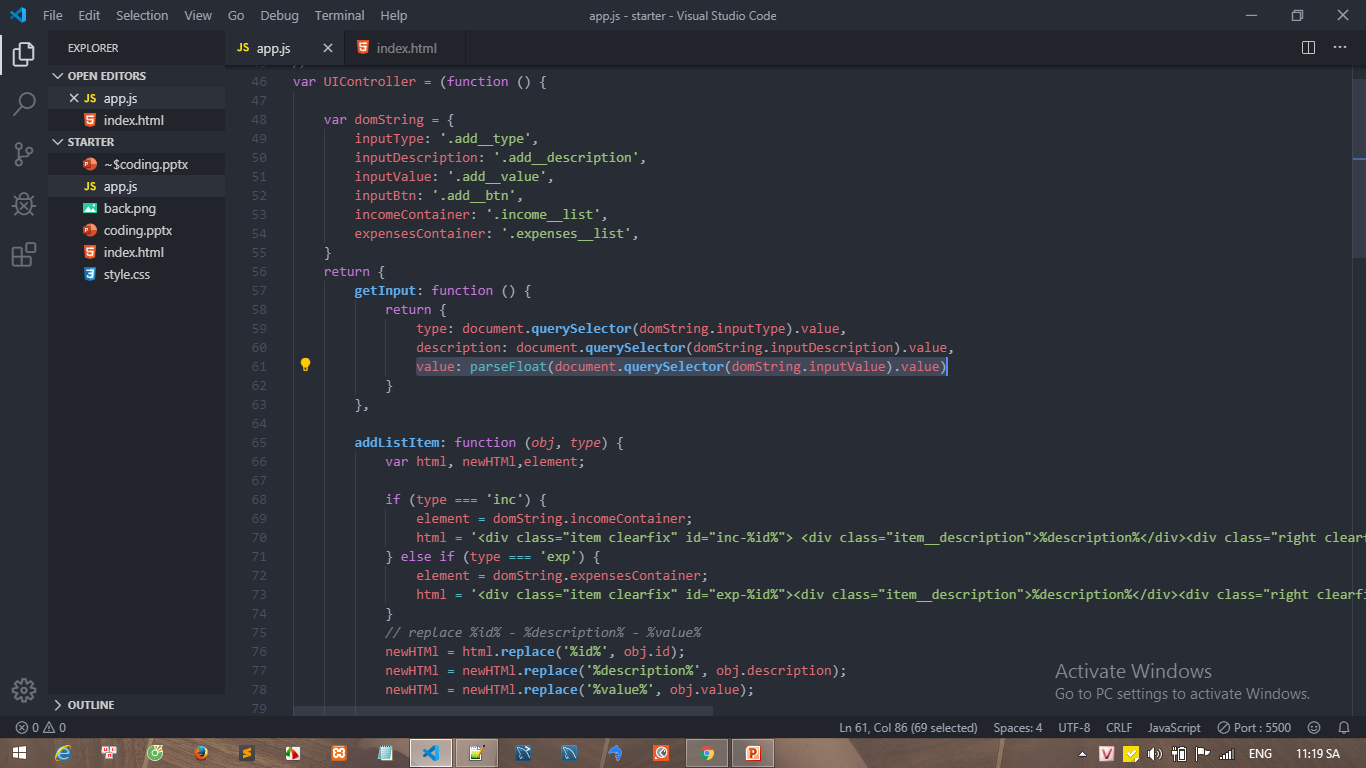 File Edit Selection View Go Debug Terminal Help
app.js - starter - Visual Studio Code
EXPLORER
OPEN EDITORS
JS app.js
index.html
STARTER
~$coding.pptx
JS app.js
back.png
coding.pptx
index.html
style.css
OUTLINE
JS app.js
index.html
46 var UIController = (function () {
47
48 var domString = {
49 inputType: '.add__type',
50 inputDescription: '.add__description',
51 inputValue: '.add__value',
52 inputBtn: '.add__btn',
53 incomeContainer: '.income__list',
54 expensesContainer: '.expenses__list',
55 }
56 return {
57 getInput: function () {
58 return {
59 type: document.querySelector(domString.inputType).value,
60 description: document.querySelector(domString.inputDescription).value,
61 value: parseFloat(document.querySelector(domString.inputValue).value)
62 }
63 },
64
65 addListItem: function (obj, type) {
66 var html, newHTMl,element;
67
68 if (type === 'inc') {
69 element = domString.incomeContainer;
70 html = '<div class="item clearfix" id="inc-%id%"> <div class="item__description">%description%</div><div class="right clearf
71 } else if (type === 'exp') {
72 element = domString.expensesContainer;
73 html = '<div class="item clearfix" id="exp-%id%"><div class="item__description">%description%</div><div class="right clearfi
74 }
75 // replace %id% - %description% - %value%
76 newHTMl = html.replace('%id%', obj.id);
77 newHTMl = newHTMl.replace('%description%', obj.description);
78 newHTMl = newHTMl.replace('%value%', obj.value);
79
Activate Windows
Go to PC settings to activate Windows.
0 0
Ln 61, Col 86 (69 selected) Spaces: 4 UTF-8 CRLF JavaScript Port : 5500
ENG 11:19 SA